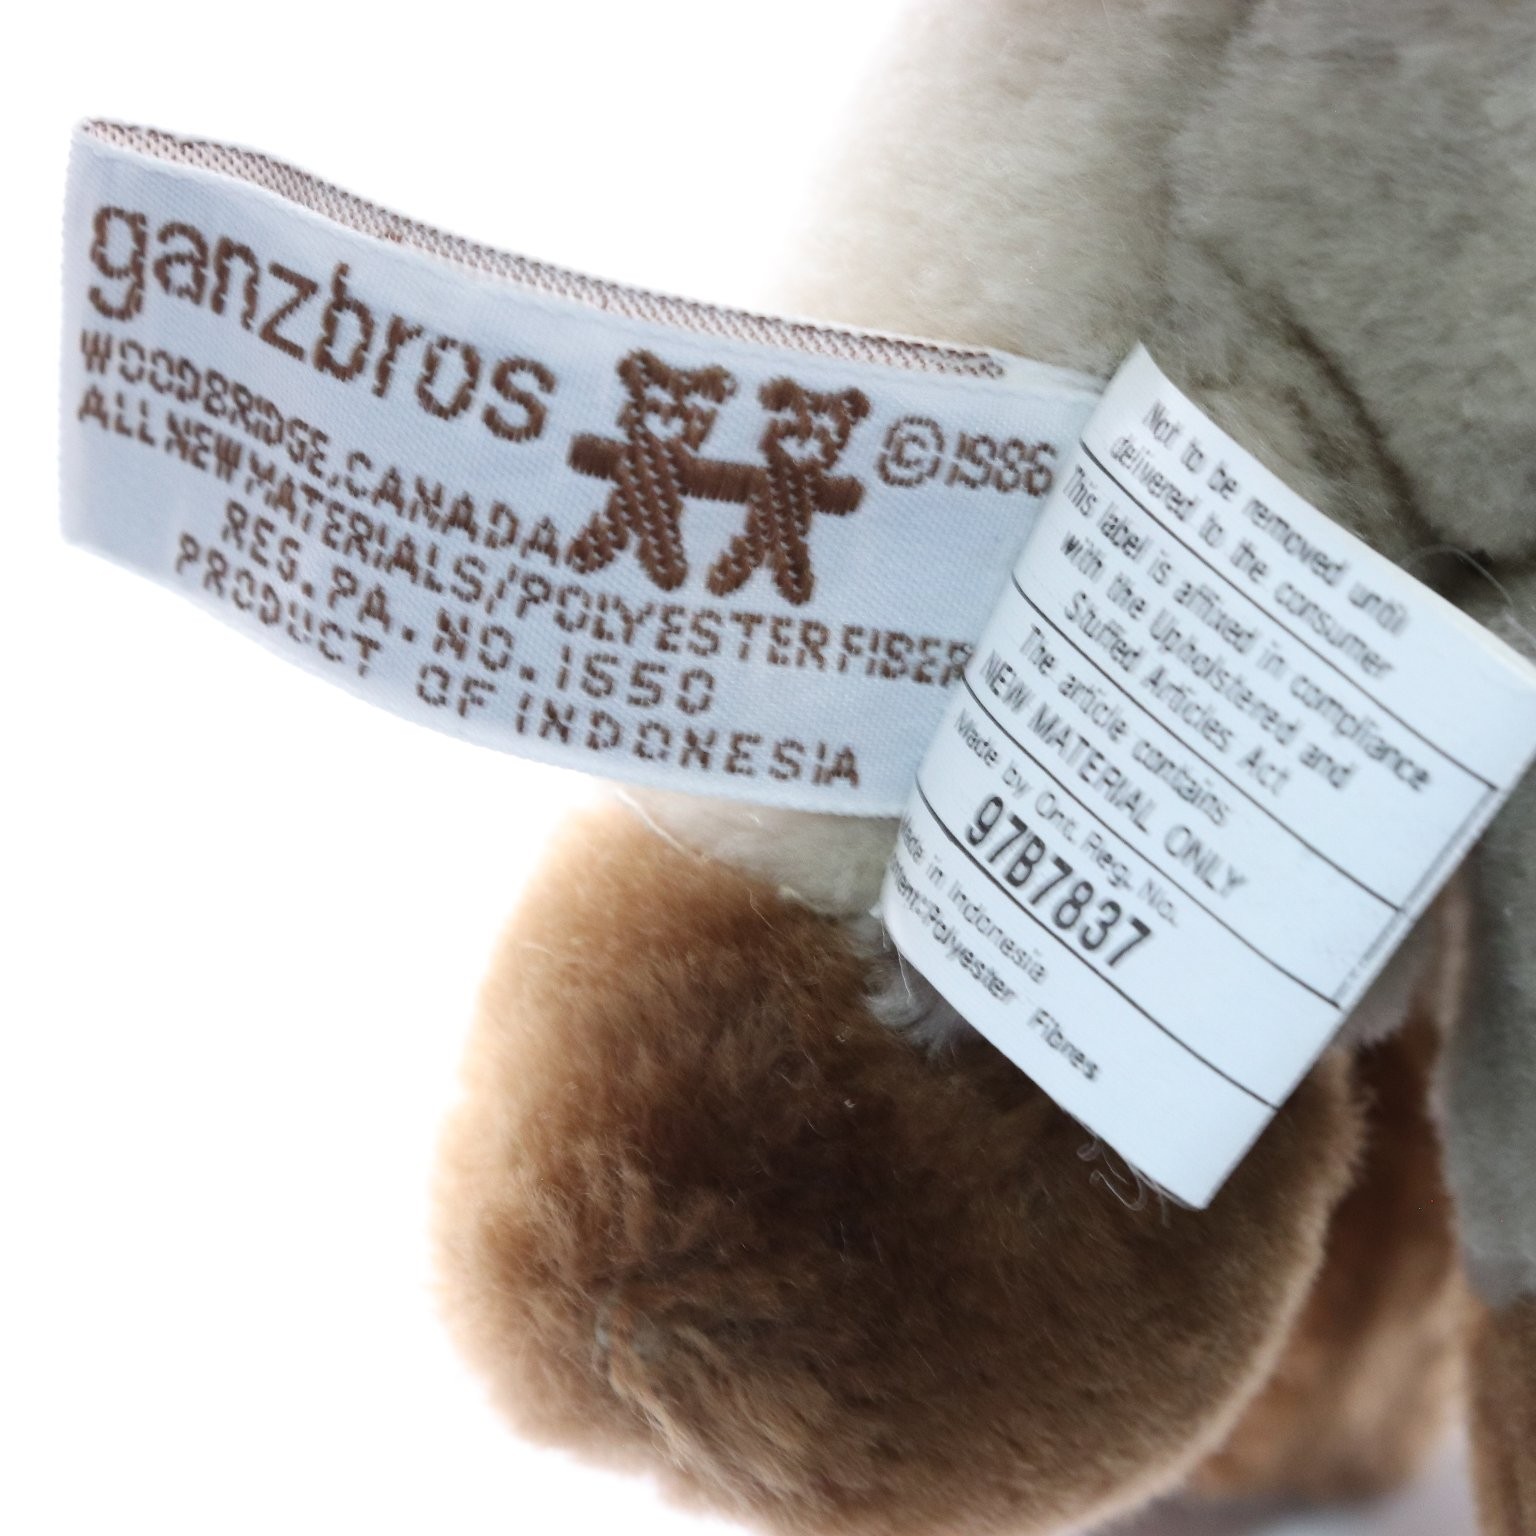 ganzbros
© 1986
WOODBRIDGE, CANADA
ALL NEW MATERIALS/POLYESTER FIBER
RES. PA. NO. 1550
PRODUCT OF INDONESIA
Not to be removed until
delivered to the consumer
This label is affixed in compliance
with the Upholstered and
Stuffed Articles Act
The article contains
NEW MATERIAL ONLY
Made by Ont. Reg. No.
97B7837
Made in Indonesia
Content: Polyester Fibres